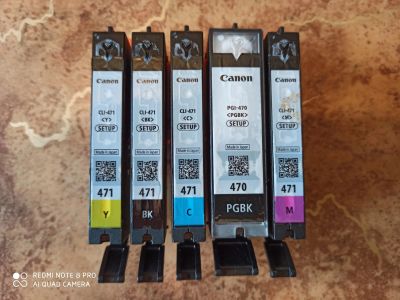 Canon
CLI-471
<Y>
SETUP
Made in Japan
471
Y
Canon
CLI-471
<BK>
SETUP
Made in Japan
471
BK
Canon
CLI-471
<C>
SETUP
Made in Japan
471
C
Canon
PGI-470
<PGBK>
SETUP
Made in Japan
470
PGBK
Canon
CLI-471
<M>
SETUP
Made in Japan
471
M
REDMI NOTE 8 PRO
AI QUAD CAMERA